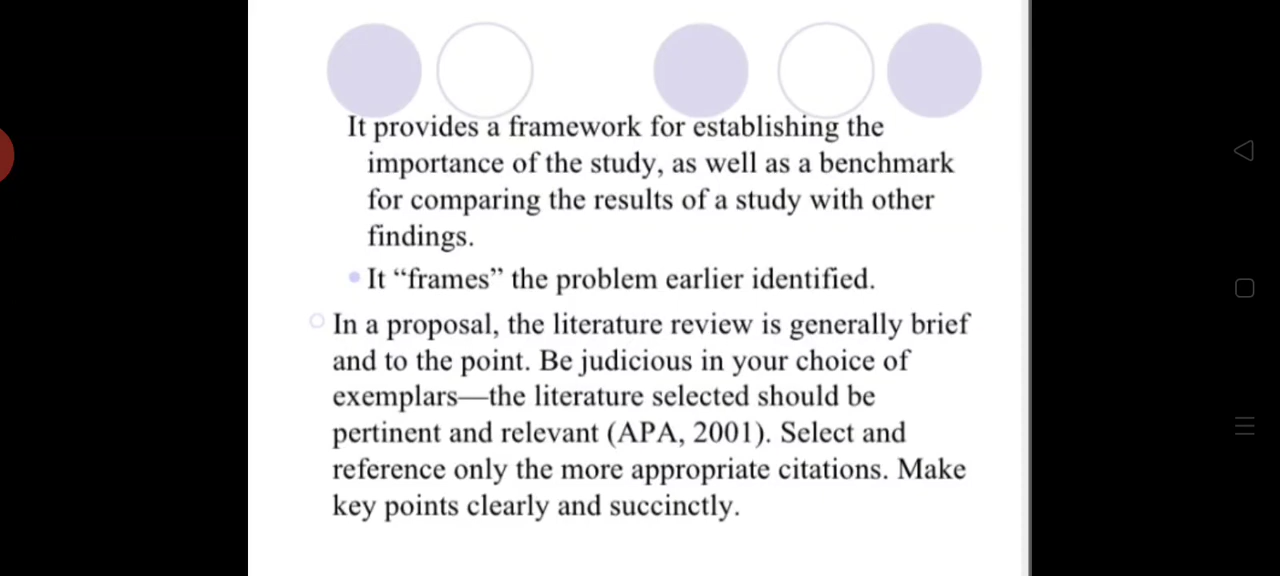 It provides a framework for establishing the
importance of the study, as well as a benchmark
for comparing the results of a study with other
findings.
It “frames” the problem earlier identified.
In a proposal, the literature review is generally brief
and to the point. Be judicious in your choice of
exemplars—the literature selected should be
pertinent and relevant (APA, 2001). Select and
reference only the more appropriate citations. Make
key points clearly and succinctly.